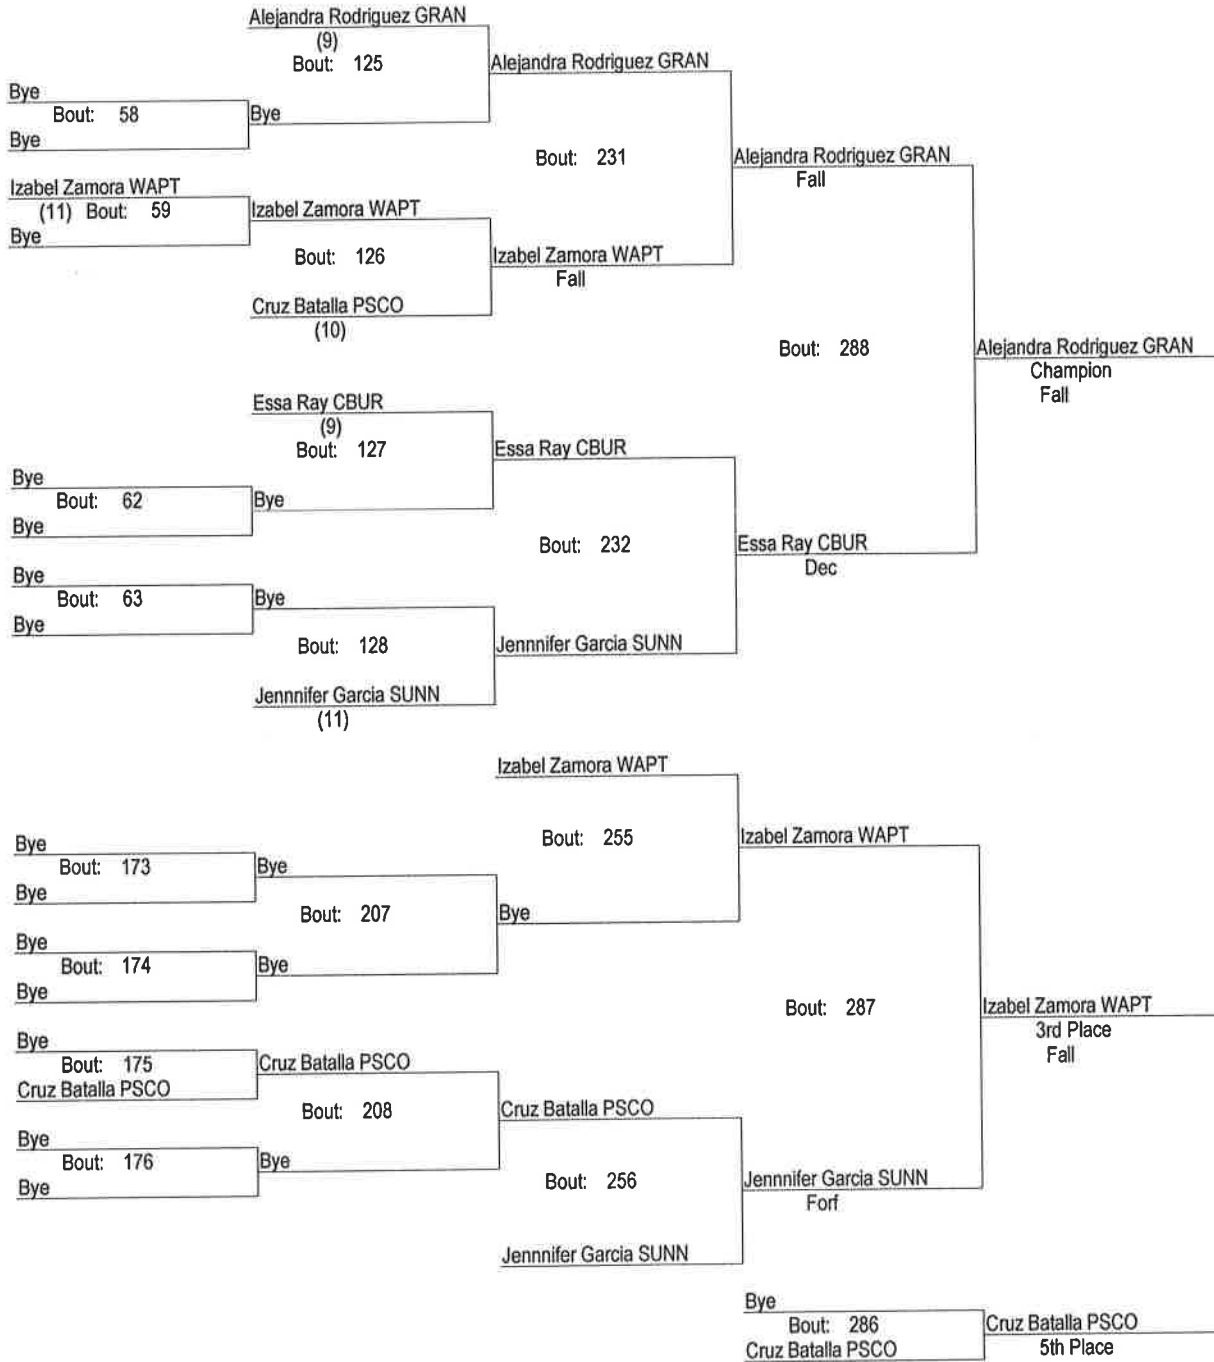 Alejandra Rodriguez GRAN
(9)
Bout: 125
Alejandra Rodriguez GRAN
Bye
Bout: 58
Bye
Bye
Bout: 231
Alejandra Rodriguez GRAN
Fall
Izabel Zamora WAPT
(11) Bout: 59
Izabel Zamora WAPT
Bye
Bout: 126
Izabel Zamora WAPT
Fall
Cruz Batalla PSCO
(10)
Bout: 288
Alejandra Rodriguez GRAN
Champion
Fall
Essa Ray CBUR
(9)
Bout: 127
Essa Ray CBUR
Bye
Bout: 62
Bye
Bye
Bout: 232
Essa Ray CBUR
Dec
Bye
Bout: 63
Bye
Bye
Bout: 128
Jennnifer Garcia SUNN
Jennnifer Garcia SUNN
(11)
Izabel Zamora WAPT
Bout: 255
Izabel Zamora WAPT
Bye
Bout: 173
Bye
Bye
Bout: 207
Bye
Bye
Bout: 174
Bye
Bye
Bout: 287
Izabel Zamora WAPT
3rd Place
Fall
Bye
Bout: 175
Cruz Batalla PSCO
Cruz Batalla PSCO
Bout: 208
Cruz Batalla PSCO
Bye
Bout: 176
Bye
Bye
Bout: 256
Jennnifer Garcia SUNN
Forf
Jennnifer Garcia SUNN
Bye
Bout: 286
Cruz Batalla PSCO
Cruz Batalla PSCO
5th Place